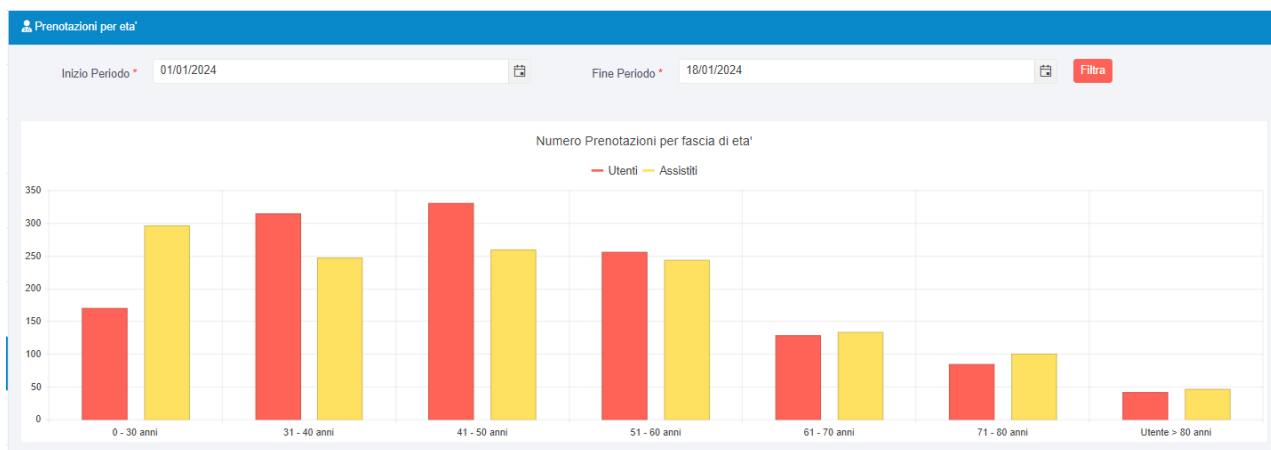 Prenotazioni per eta'
Inizio Periodo * 01/01/2024 Fine Periodo * 18/01/2024 Filtra
Numero Prenotazioni per fascia di eta'
Utenti Assistiti
350
300
250
200
150
100
50
0
0 - 30 anni 31 - 40 anni 41 - 50 anni 51 - 60 anni 61 - 70 anni 71 - 80 anni Utente > 80 anni